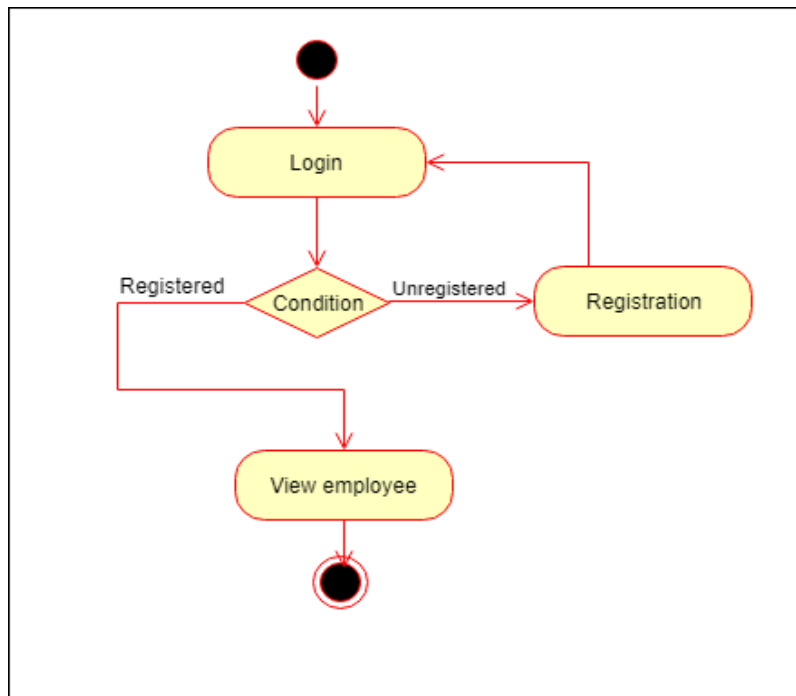 Login
Registered
Condition
Unregistered
Registration
View employee